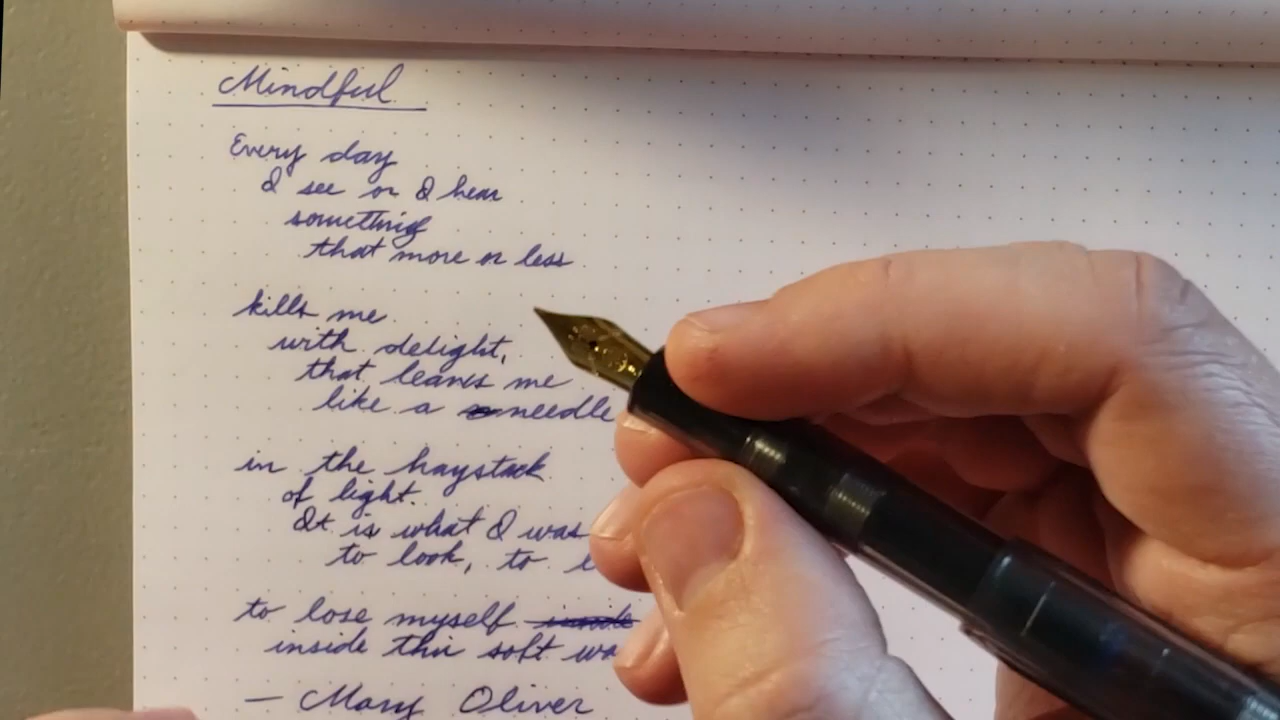 Mindful
Every day
I see or I hear
something
that more or less
kills me
with delight,
that leaves me
like a needle
in the haystack
of light.
It is what I was
to look, to
to lose myself
inside this soft
— Mary Oliver